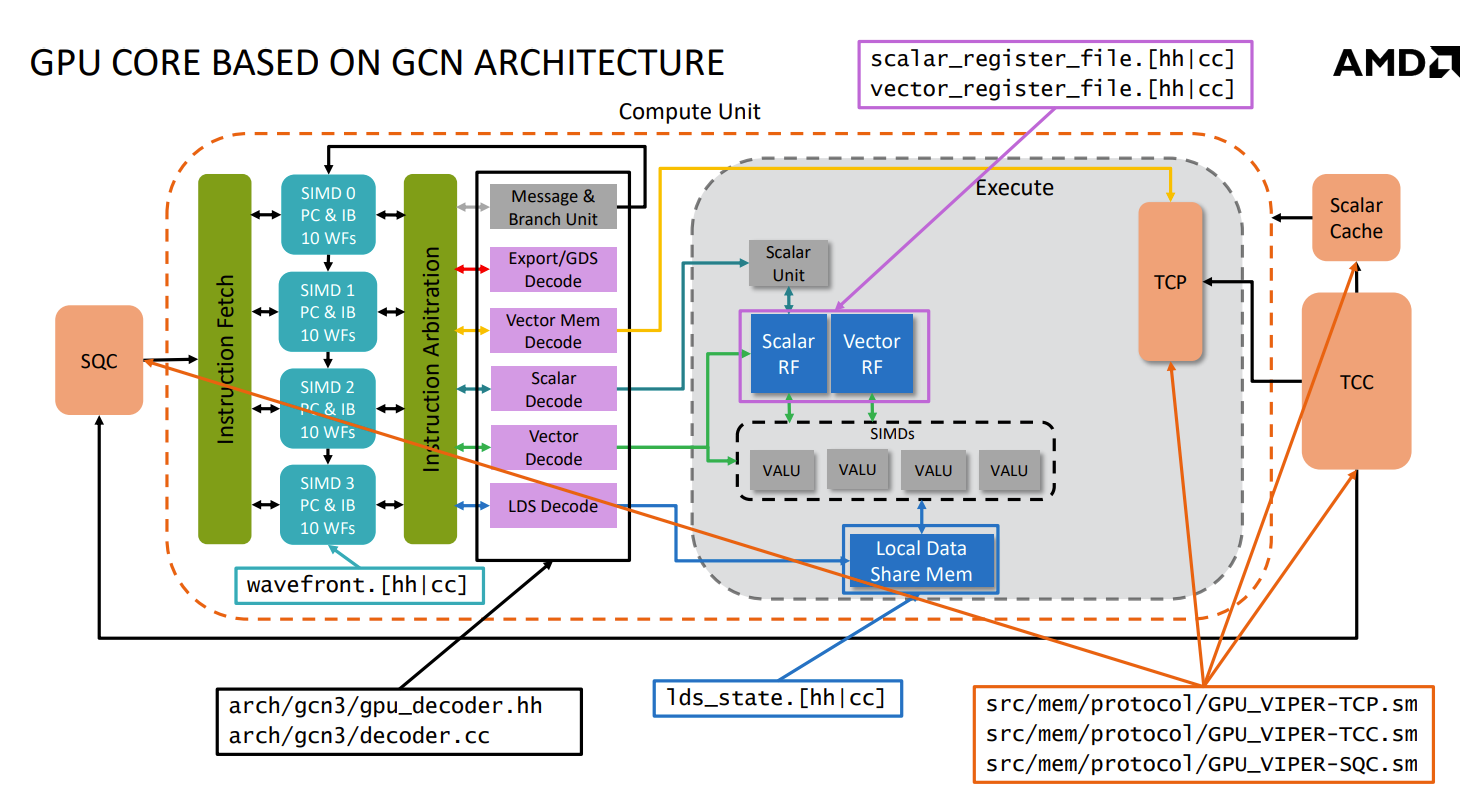 GPU CORE BASED ON GCN ARCHITECTURE
AMD
scalar_register_file.[hh|cc]
vector_register_file.[hh|cc]
Compute Unit
SQC
Instruction Fetch
SIMD 0
PC & IB
10 WFs
SIMD 1
PC & IB
10 WFs
SIMD 2
PC & IB
10 WFs
SIMD 3
PC & IB
10 WFs
Instruction Arbitration
Message &
Branch Unit
Export/GDS
Decode
Vector Mem
Decode
Scalar
Decode
Vector
Decode
LDS Decode
Execute
Scalar
Unit
Scalar
RF
Vector
RF
SIMDs
VALU
VALU
VALU
VALU
Local Data
Share Mem
TCP
Scalar
Cache
TCC
wavefront.[hh|cc]
arch/gcn3/gpu_decoder.hh
arch/gcn3/decoder.cc
lds_state.[hh|cc]
src/mem/protocol/GPU_VIPER-TCP.sm
src/mem/protocol/GPU_VIPER-TCC.sm
src/mem/protocol/GPU_VIPER-SQC.sm